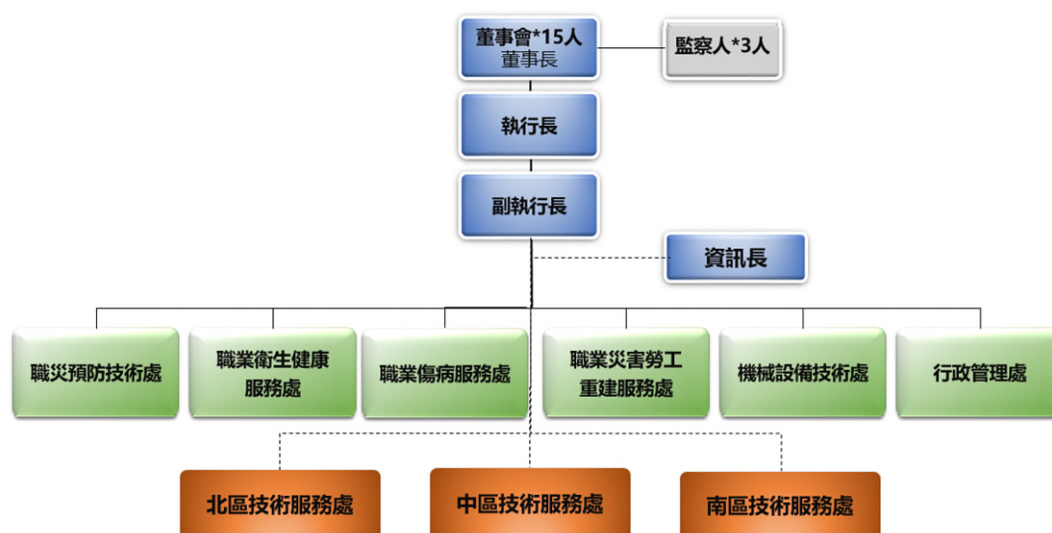 董事會*15人
董事長
監察人*3人
執行長
副執行長
資訊長
職災預防技術處
職業衛生健康
服務處
職業傷病服務處
職業災害勞工
重建服務處
機械設備技術處
行政管理處
北區技術服務處
中區技術服務處
南區技術服務處